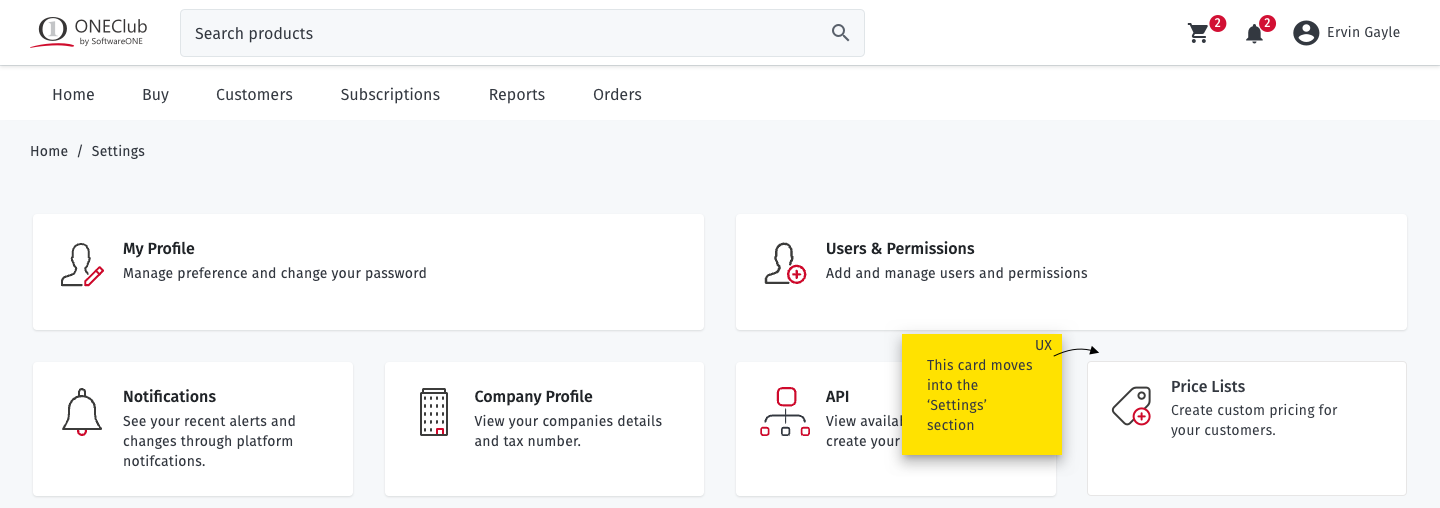 1 ONEClub
by SoftwareONE
Search products
2
2
Ervin Gayle
Home Buy Customers Subscriptions Reports Orders
Home / Settings
My Profile
Manage preference and change your password
Users & Permissions
Add and manage users and permissions
Notifications
See your recent alerts and
changes through platform
notifcations.
Company Profile
View your companies details
and tax number.
API
View availab
create your
UX
This card moves
into the
‘Settings’
section
Price Lists
Create custom pricing for
your customers.